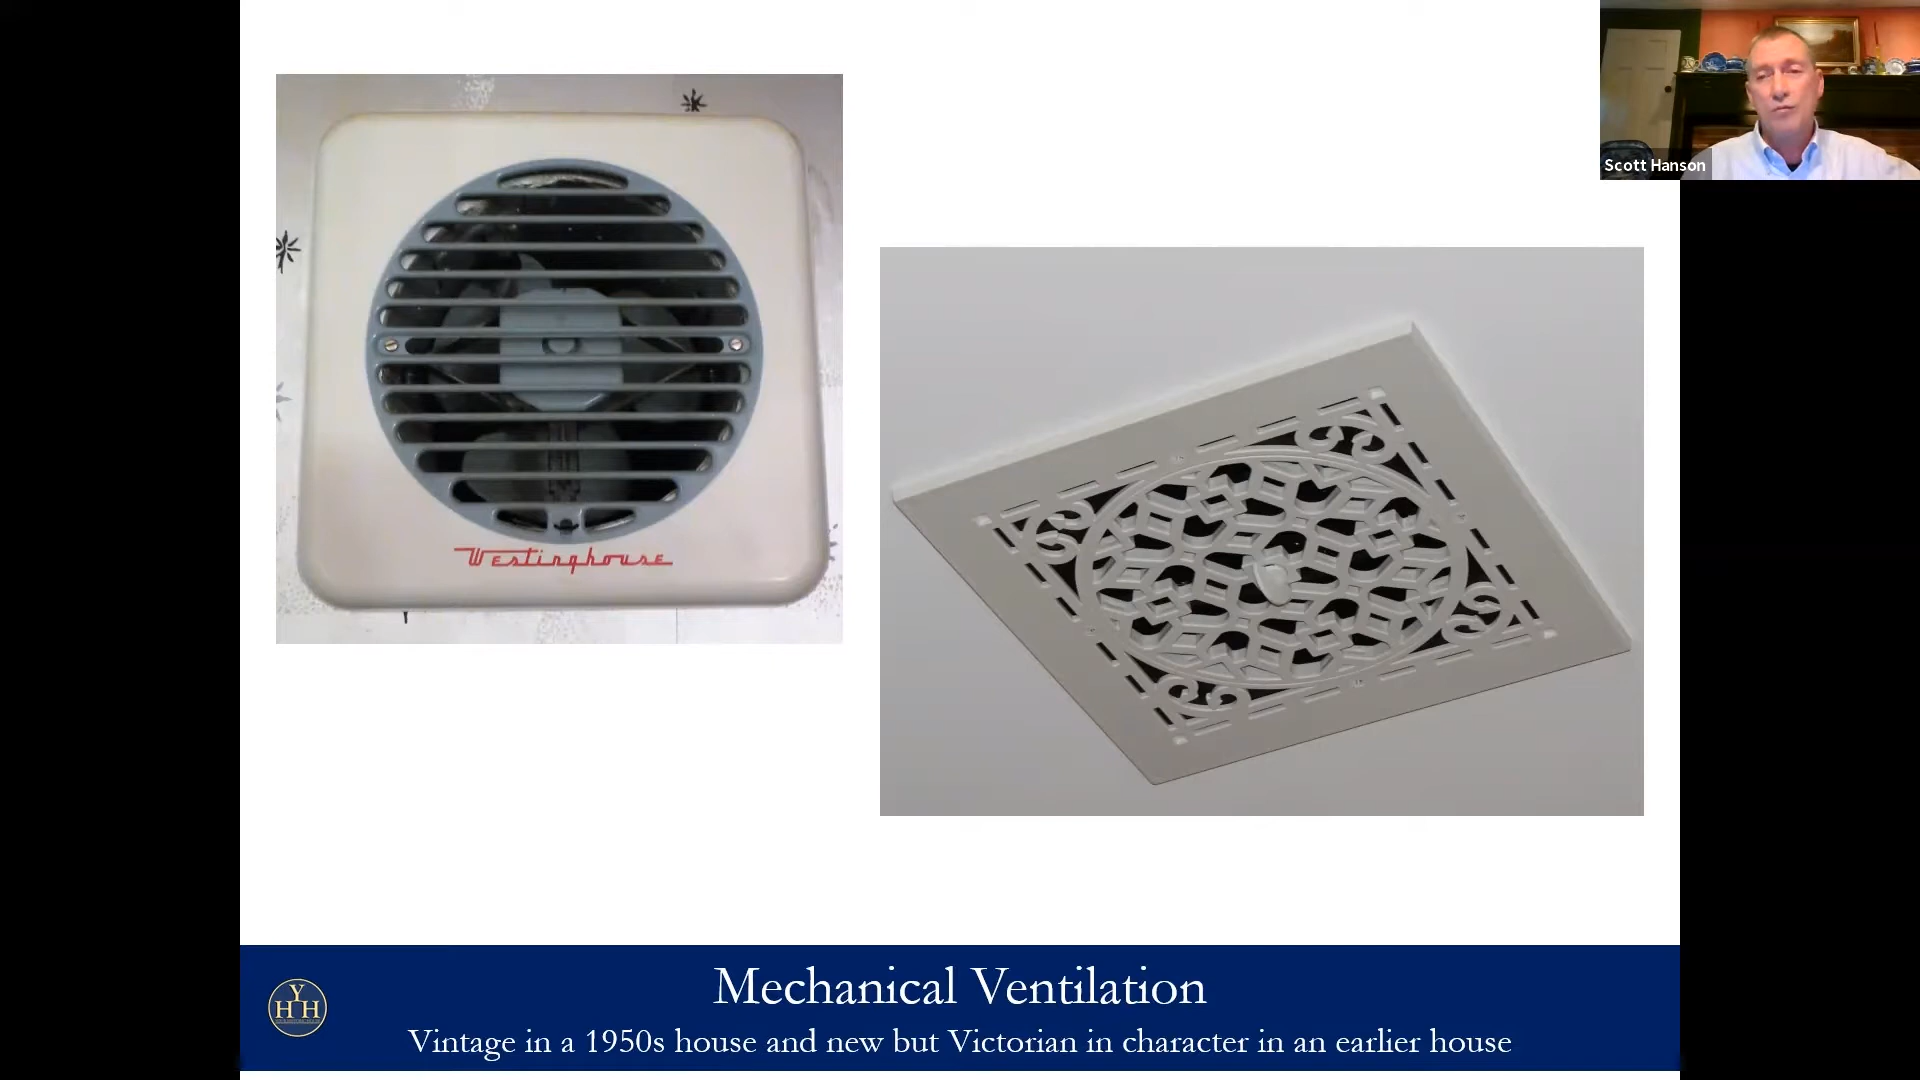 Scott Hanson
Westinghouse
Mechanical Ventilation
YHH
Vintage in a 1950s house and new but Victorian in character in an earlier house